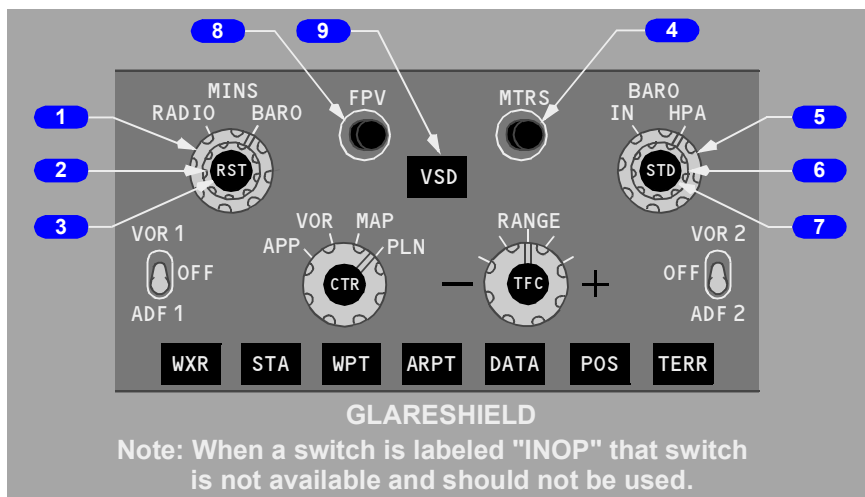 8 9 4
MINS FPV MTRS BARO
1 RADIO BARO IN HPA 5
2 RST VSD STD 6
3 7
VOR 1 VOR MAP RANGE VOR 2
APP PLN
OFF CTR TFC OFF
− +
ADF 1 ADF 2
WXR STA WPT ARPT DATA POS TERR
GLARESHIELD
Note: When a switch is labeled "INOP" that switch
is not available and should not be used.